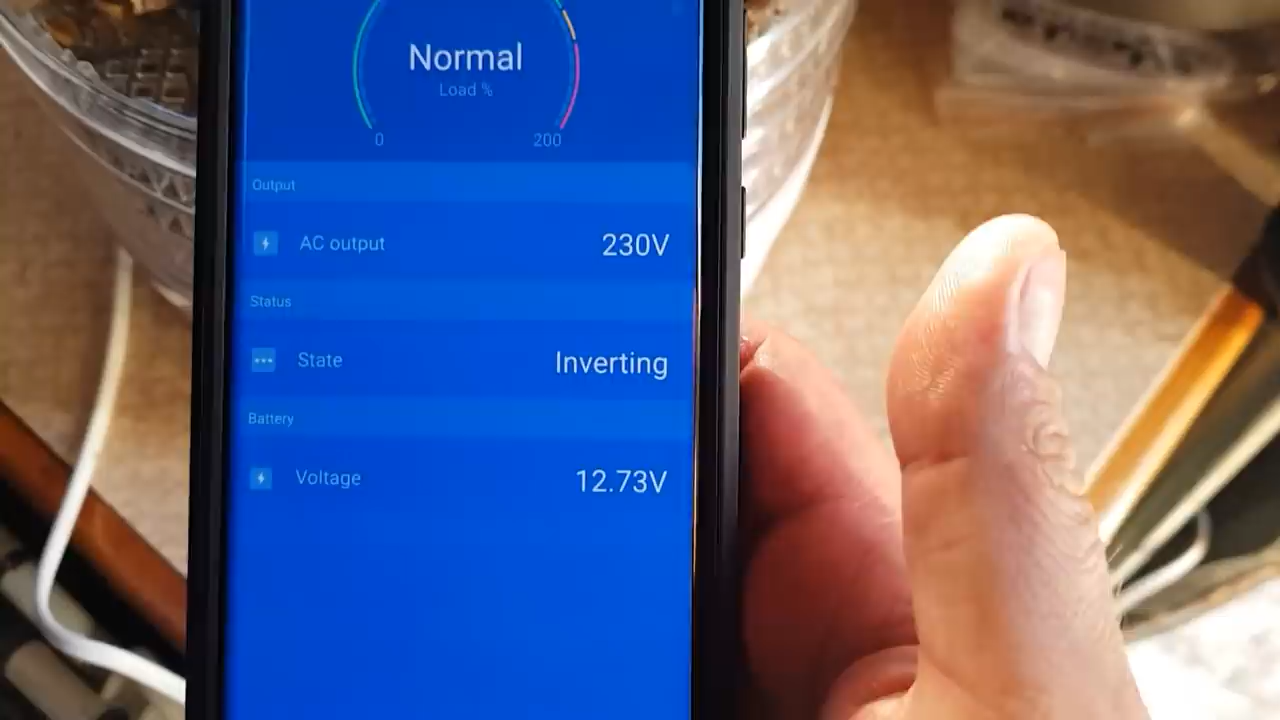 Normal
Load %
0 200
Output
AC output 230V
Status
State Inverting
Battery
Voltage 12.73V